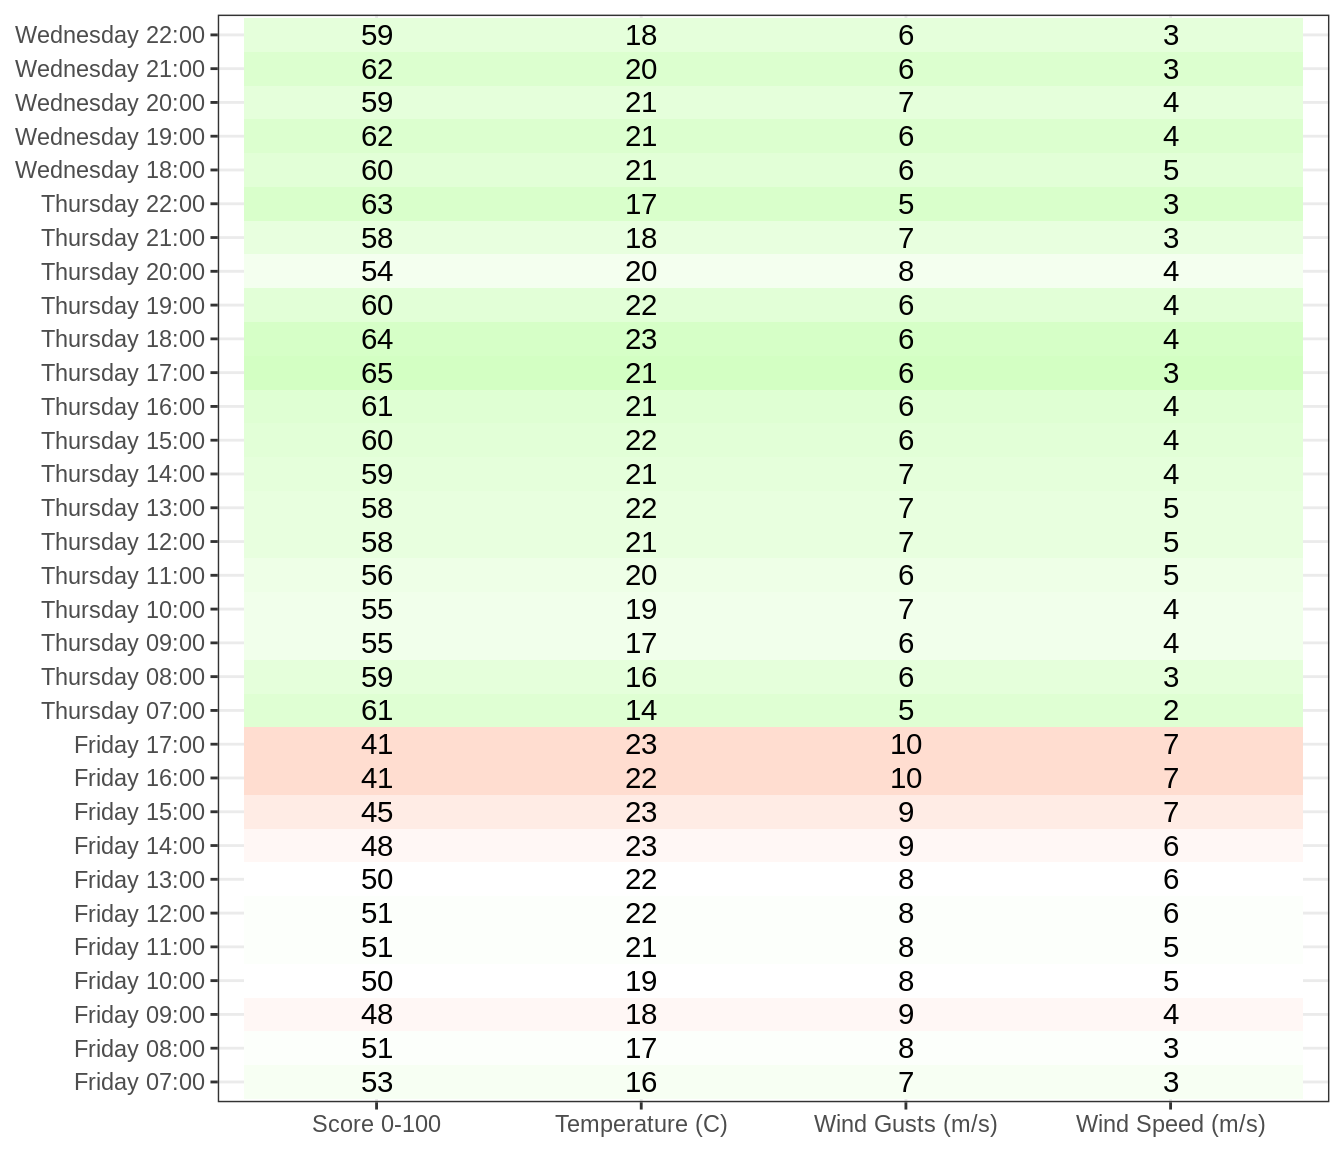 Wednesday 22:00 59 18 6 3
Wednesday 21:00 62 20 6 3
Wednesday 20:00 59 21 7 4
Wednesday 19:00 62 21 6 4
Wednesday 18:00 60 21 6 5
Thursday 22:00 63 17 5 3
Thursday 21:00 58 18 7 3
Thursday 20:00 54 20 8 4
Thursday 19:00 60 22 6 4
Thursday 18:00 64 23 6 4
Thursday 17:00 65 21 6 3
Thursday 16:00 61 21 6 4
Thursday 15:00 60 22 6 4
Thursday 14:00 59 21 7 4
Thursday 13:00 58 22 7 5
Thursday 12:00 58 21 7 5
Thursday 11:00 56 20 6 5
Thursday 10:00 55 19 7 4
Thursday 09:00 55 17 6 4
Thursday 08:00 59 16 6 3
Thursday 07:00 61 14 5 2
Friday 17:00 41 23 10 7
Friday 16:00 41 22 10 7
Friday 15:00 45 23 9 7
Friday 14:00 48 23 9 6
Friday 13:00 50 22 8 6
Friday 12:00 51 22 8 6
Friday 11:00 51 21 8 5
Friday 10:00 50 19 8 5
Friday 09:00 48 18 9 4
Friday 08:00 51 17 8 3
Friday 07:00 53 16 7 3
Score 0-100 Temperature (C) Wind Gusts (m/s) Wind Speed (m/s)